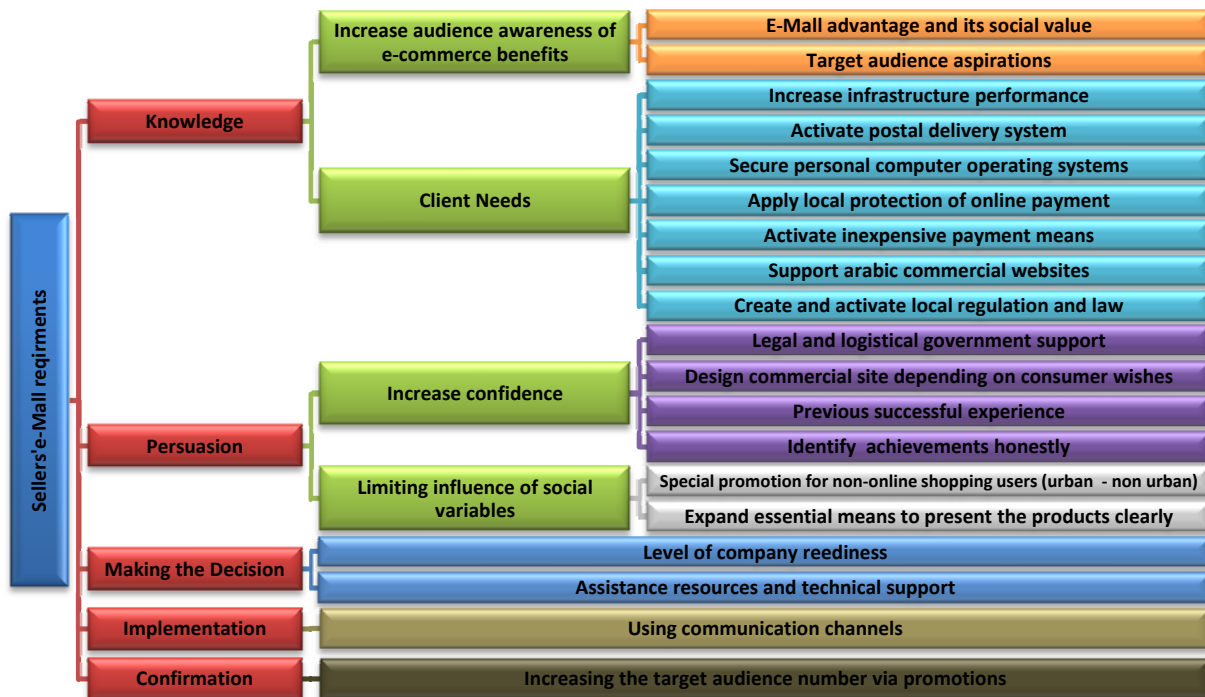 Sellers'e-Mall reqirments
Knowledge
Increase audience awareness of
e-commerce benefits
E-Mall advantage and its social value
Target audience aspirations
Client Needs
Increase infrastructure performance
Activate postal delivery system
Secure personal computer operating systems
Apply local protection of online payment
Activate inexpensive payment means
Support arabic commercial websites
Create and activate local regulation and law
Persuasion
Increase confidence
Legal and logistical government support
Design commercial site depending on consumer wishes
Previous successful experience
Identify achievements honestly
Limiting influence of social
variables
Special promotion for non-online shopping users (urban - non urban)
Expand essential means to present the products clearly
Making the Decision
Level of company reediness
Assistance resources and technical support
Implementation
Using communication channels
Confirmation
Increasing the target audience number via promotions